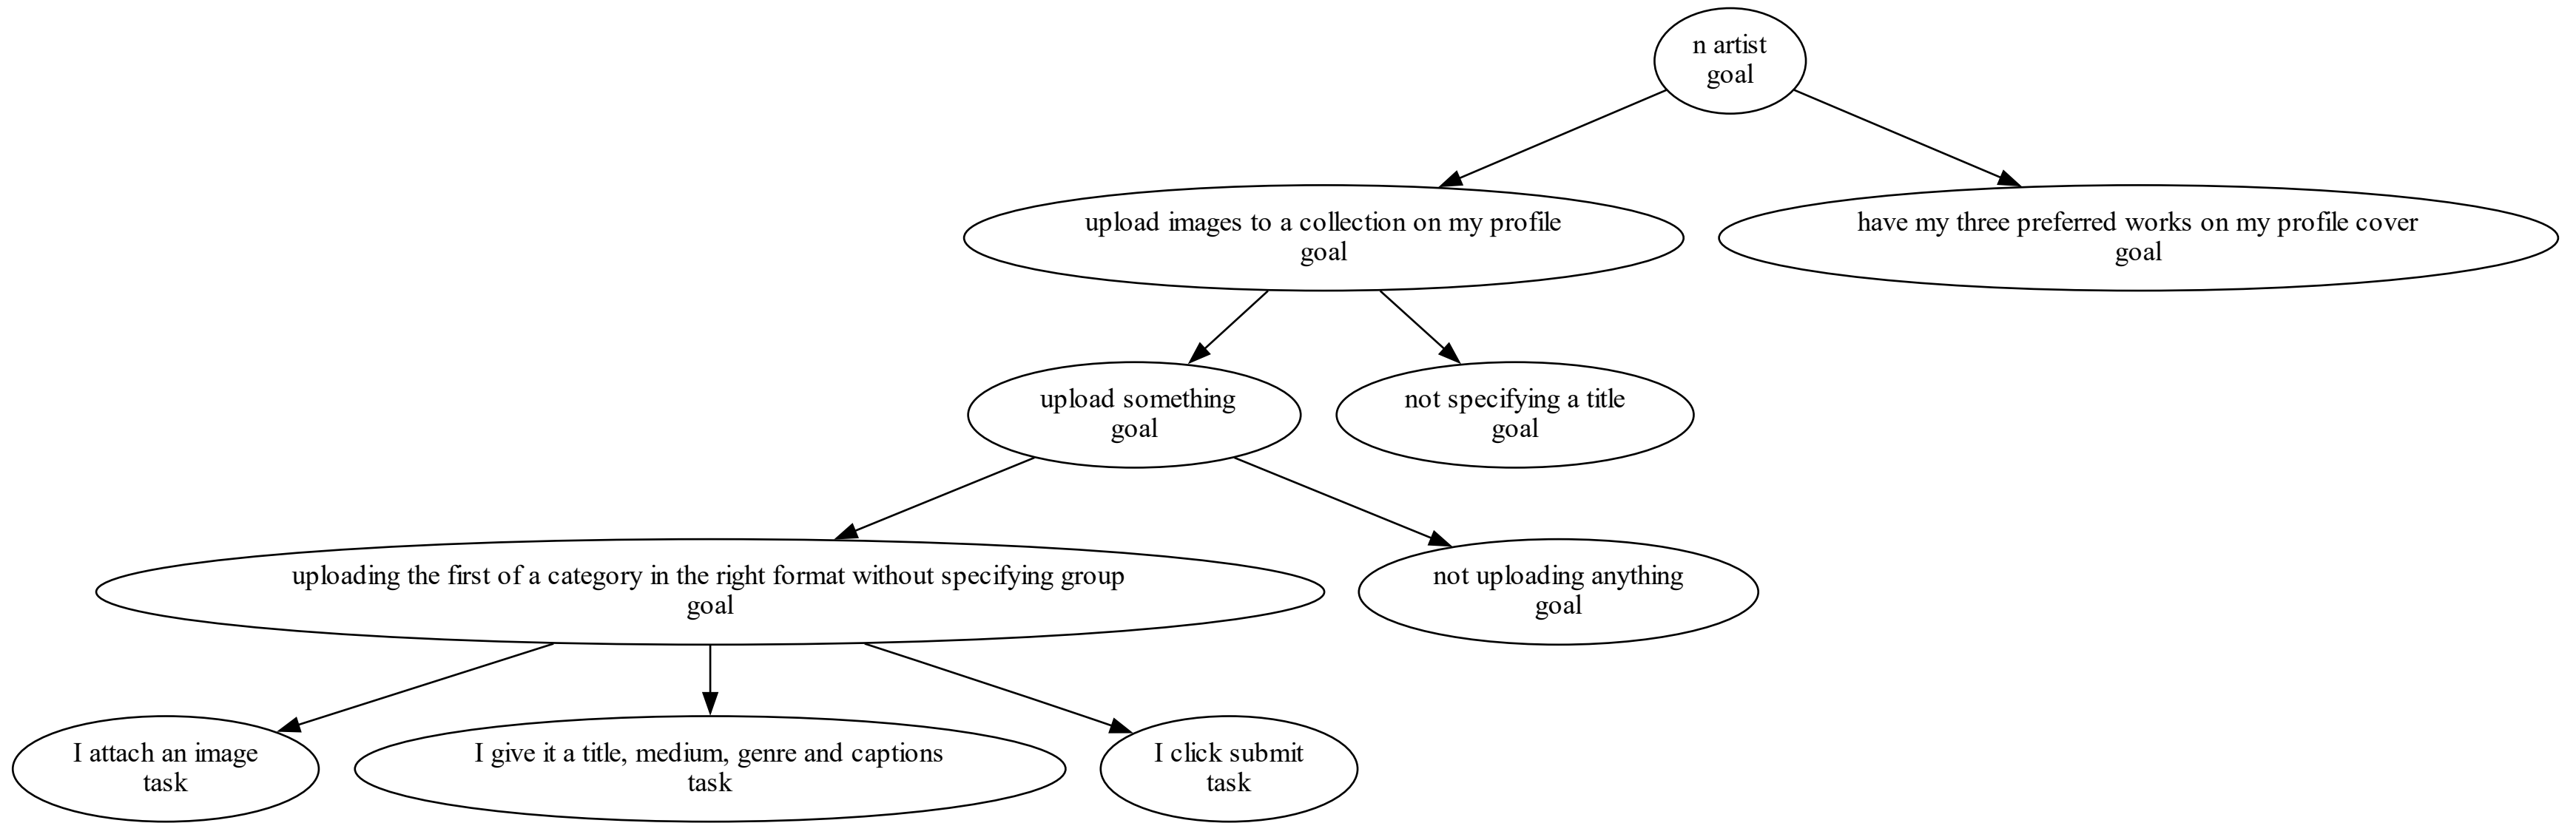 n artist
goal
upload images to a collection on my profile
goal
have my three preferred works on my profile cover
goal
upload something
goal
not specifying a title
goal
uploading the first of a category in the right format without specifying group
goal
not uploading anything
goal
I attach an image
task
I give it a title, medium, genre and captions
task
I click submit
task